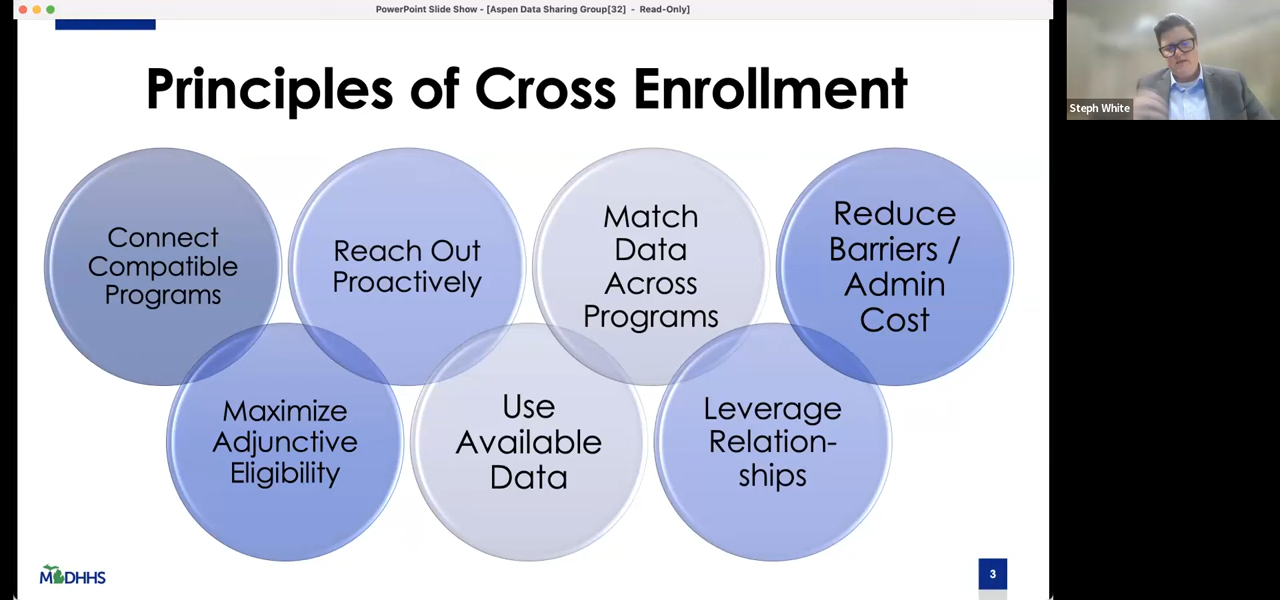 PowerPoint Slide Show - [Aspen Data Sharing Group[32] - Read-Only]
Principles of Cross Enrollment
Connect
Compatible
Programs
Reach Out
Proactively
Match
Data
Across
Programs
Reduce
Barriers /
Admin
Cost
Maximize
Adjunctive
Eligibility
Use
Available
Data
Leverage
Relation-
ships
MDHHS
3
Steph White